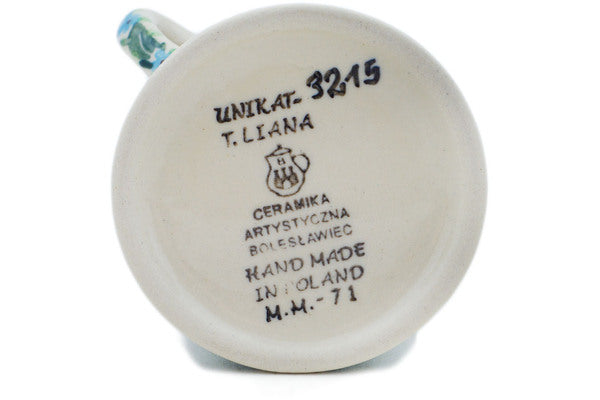 UNIKAT-3215
T. LIANA
CERAMIKA
ARTYSTYCZNA
BOLESŁAWIEC
HAND MADE
IN POLAND
M.M.-71